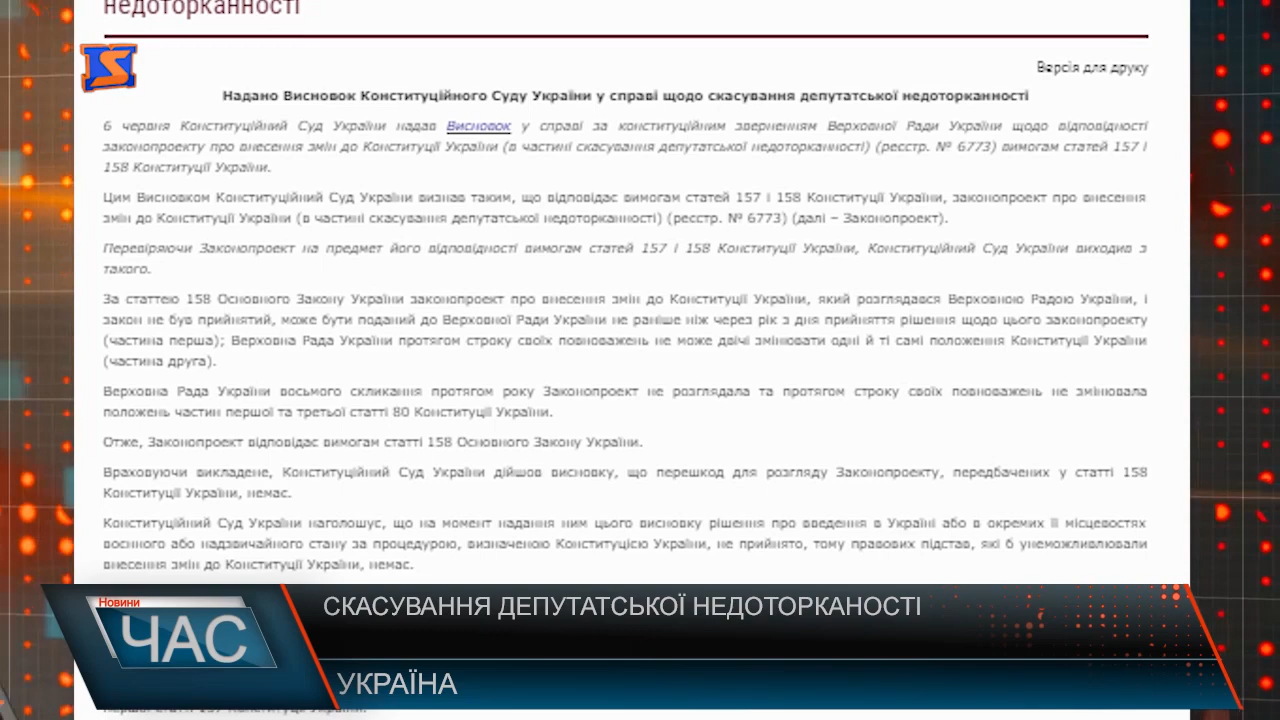 недоторканності
Версія для друку
Надано Висновок Конституційного Суду України у справі щодо скасування депутатської недоторканності
6 червня Конституційний Суд України надав Висновок у справі за конституційним зверненням Верховної Ради України щодо відповідності
законопроекту про внесення змін до Конституції України (в частині скасування депутатської недоторканності) (реєстр. № 6773) вимогам статей 157 і
158 Конституції України.
Цим Висновком Конституційний Суд України визнав таким, що відповідає вимогам статей 157 і 158 Конституції України, законопроект про внесення
змін до Конституції України (в частині скасування депутатської недоторканності) (реєстр. № 6773) (далі – Законопроект).
Перевіряючи Законопроект на предмет його відповідності вимогам статей 157 і 158 Конституції України, Конституційний Суд України виходив з
такого.
За статтею 158 Основного Закону України законопроект про внесення змін до Конституції України, який розглядався Верховною Радою України, і
закон не був прийнятий, може бути поданий до Верховної Ради України не раніше ніж через рік з дня прийняття рішення щодо цього законопроекту
(частина перша); Верховна Рада України протягом строку своїх повноважень не може двічі змінювати одні й ті самі положення Конституції України
(частина друга).
Верховна Рада України восьмого скликання протягом року Законопроект не розглядала та протягом строку своїх повноважень не змінювала
положень частин першої та третьої статті 80 Конституції України.
Отже, Законопроект відповідає вимогам статті 158 Основного Закону України.
Враховуючи викладене, Конституційний Суд України дійшов висновку, що перешкод для розгляду Законопроекту, передбачених у статті 158
Конституції України, немає.
Конституційний Суд України наголошує, що на момент надання ним цього висновку рішення про введення в Україні або в окремих її місцевостях
воєнного або надзвичайного стану за процедурою, визначеною Конституцією України, не прийнято, тому правових підстав, які б унеможливлювали
внесення змін до Конституції України, немає.
Новини
ЧАС
СКАСУВАННЯ ДЕПУТАТСЬКОЇ НЕДОТОРКАНОСТІ
УКРАЇНА